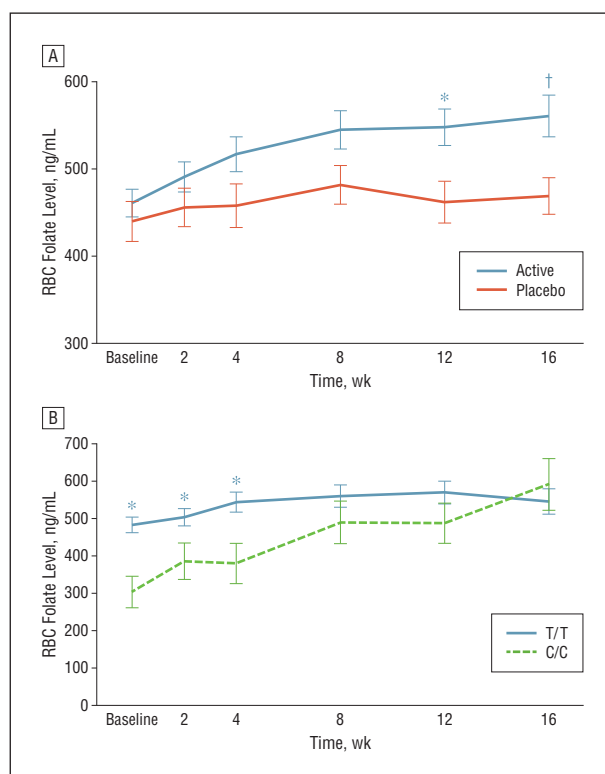 A
600
500
400
300
RBC Folate Level, ng/mL
*
†
Active
Placebo
Baseline 2 4 8 12 16
Time, wk
B
700
600
500
400
300
200
100
0
RBC Folate Level, ng/mL
* * *
T/T
C/C
Baseline 2 4 8 12 16
Time, wk